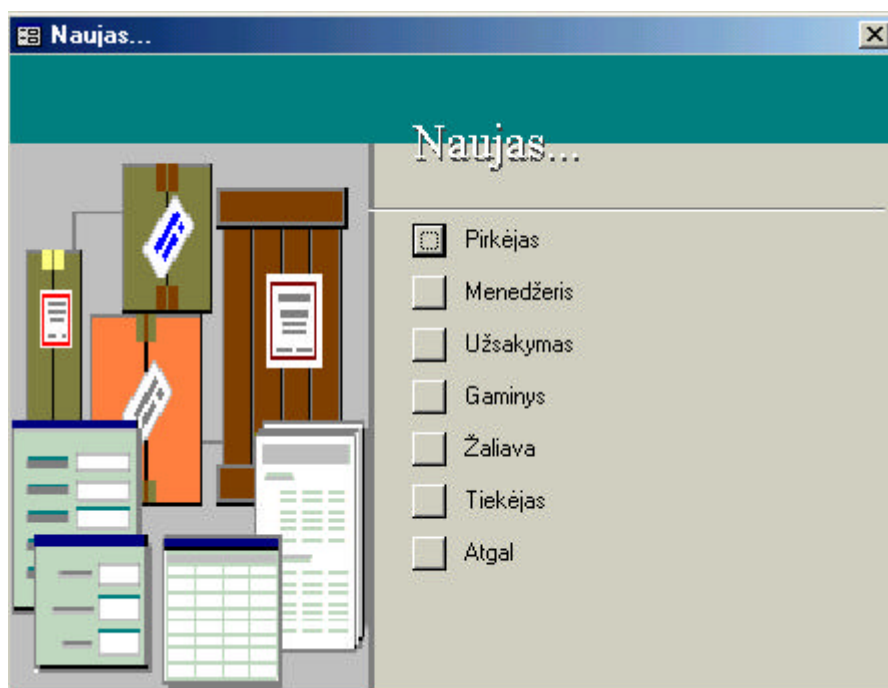 Naujas...
Naujas...
Pirkėjas
Menedžeris
Užsakymas
Gaminys
Žaliava
Tiekėjas
Atgal